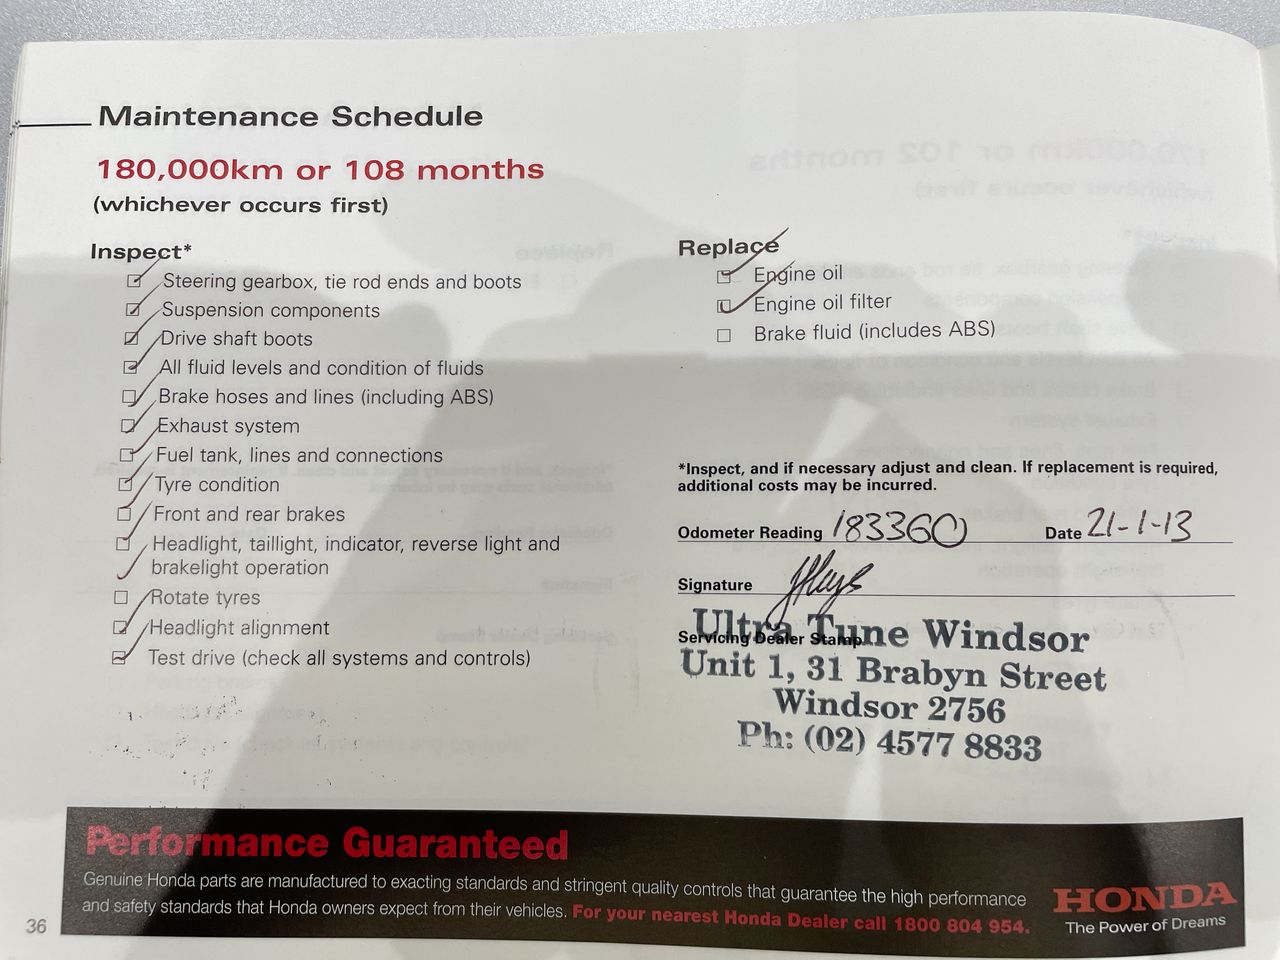 Maintenance Schedule
180,000km or 108 months
(whichever occurs first)
Inspect*
Steering gearbox, tie rod ends and boots
Suspension components
Drive shaft boots
All fluid levels and condition of fluids
Brake hoses and lines (including ABS)
Exhaust system
Fuel tank, lines and connections
Tyre condition
Front and rear brakes
Headlight, taillight, indicator, reverse light and
brakelight operation
Rotate tyres
Headlight alignment
Test drive (check all systems and controls)
Replace
Engine oil
Engine oil filter
Brake fluid (includes ABS)
*Inspect, and if necessary adjust and clean. If replacement is required,
additional costs may be incurred.
Odometer Reading 183360 Date 21-1-13
Signature
Servicing Dealer Stamp
Ultra Tune Windsor
Unit 1, 31 Brabyn Street
Windsor 2756
Ph: (02) 4577 8833
Performance Guaranteed
Genuine Honda parts are manufactured to exacting standards and stringent quality controls that guarantee the high performance
and safety standards that Honda owners expect from their vehicles. For your nearest Honda Dealer call 1800 804 954.
HONDA
The Power of Dreams
36